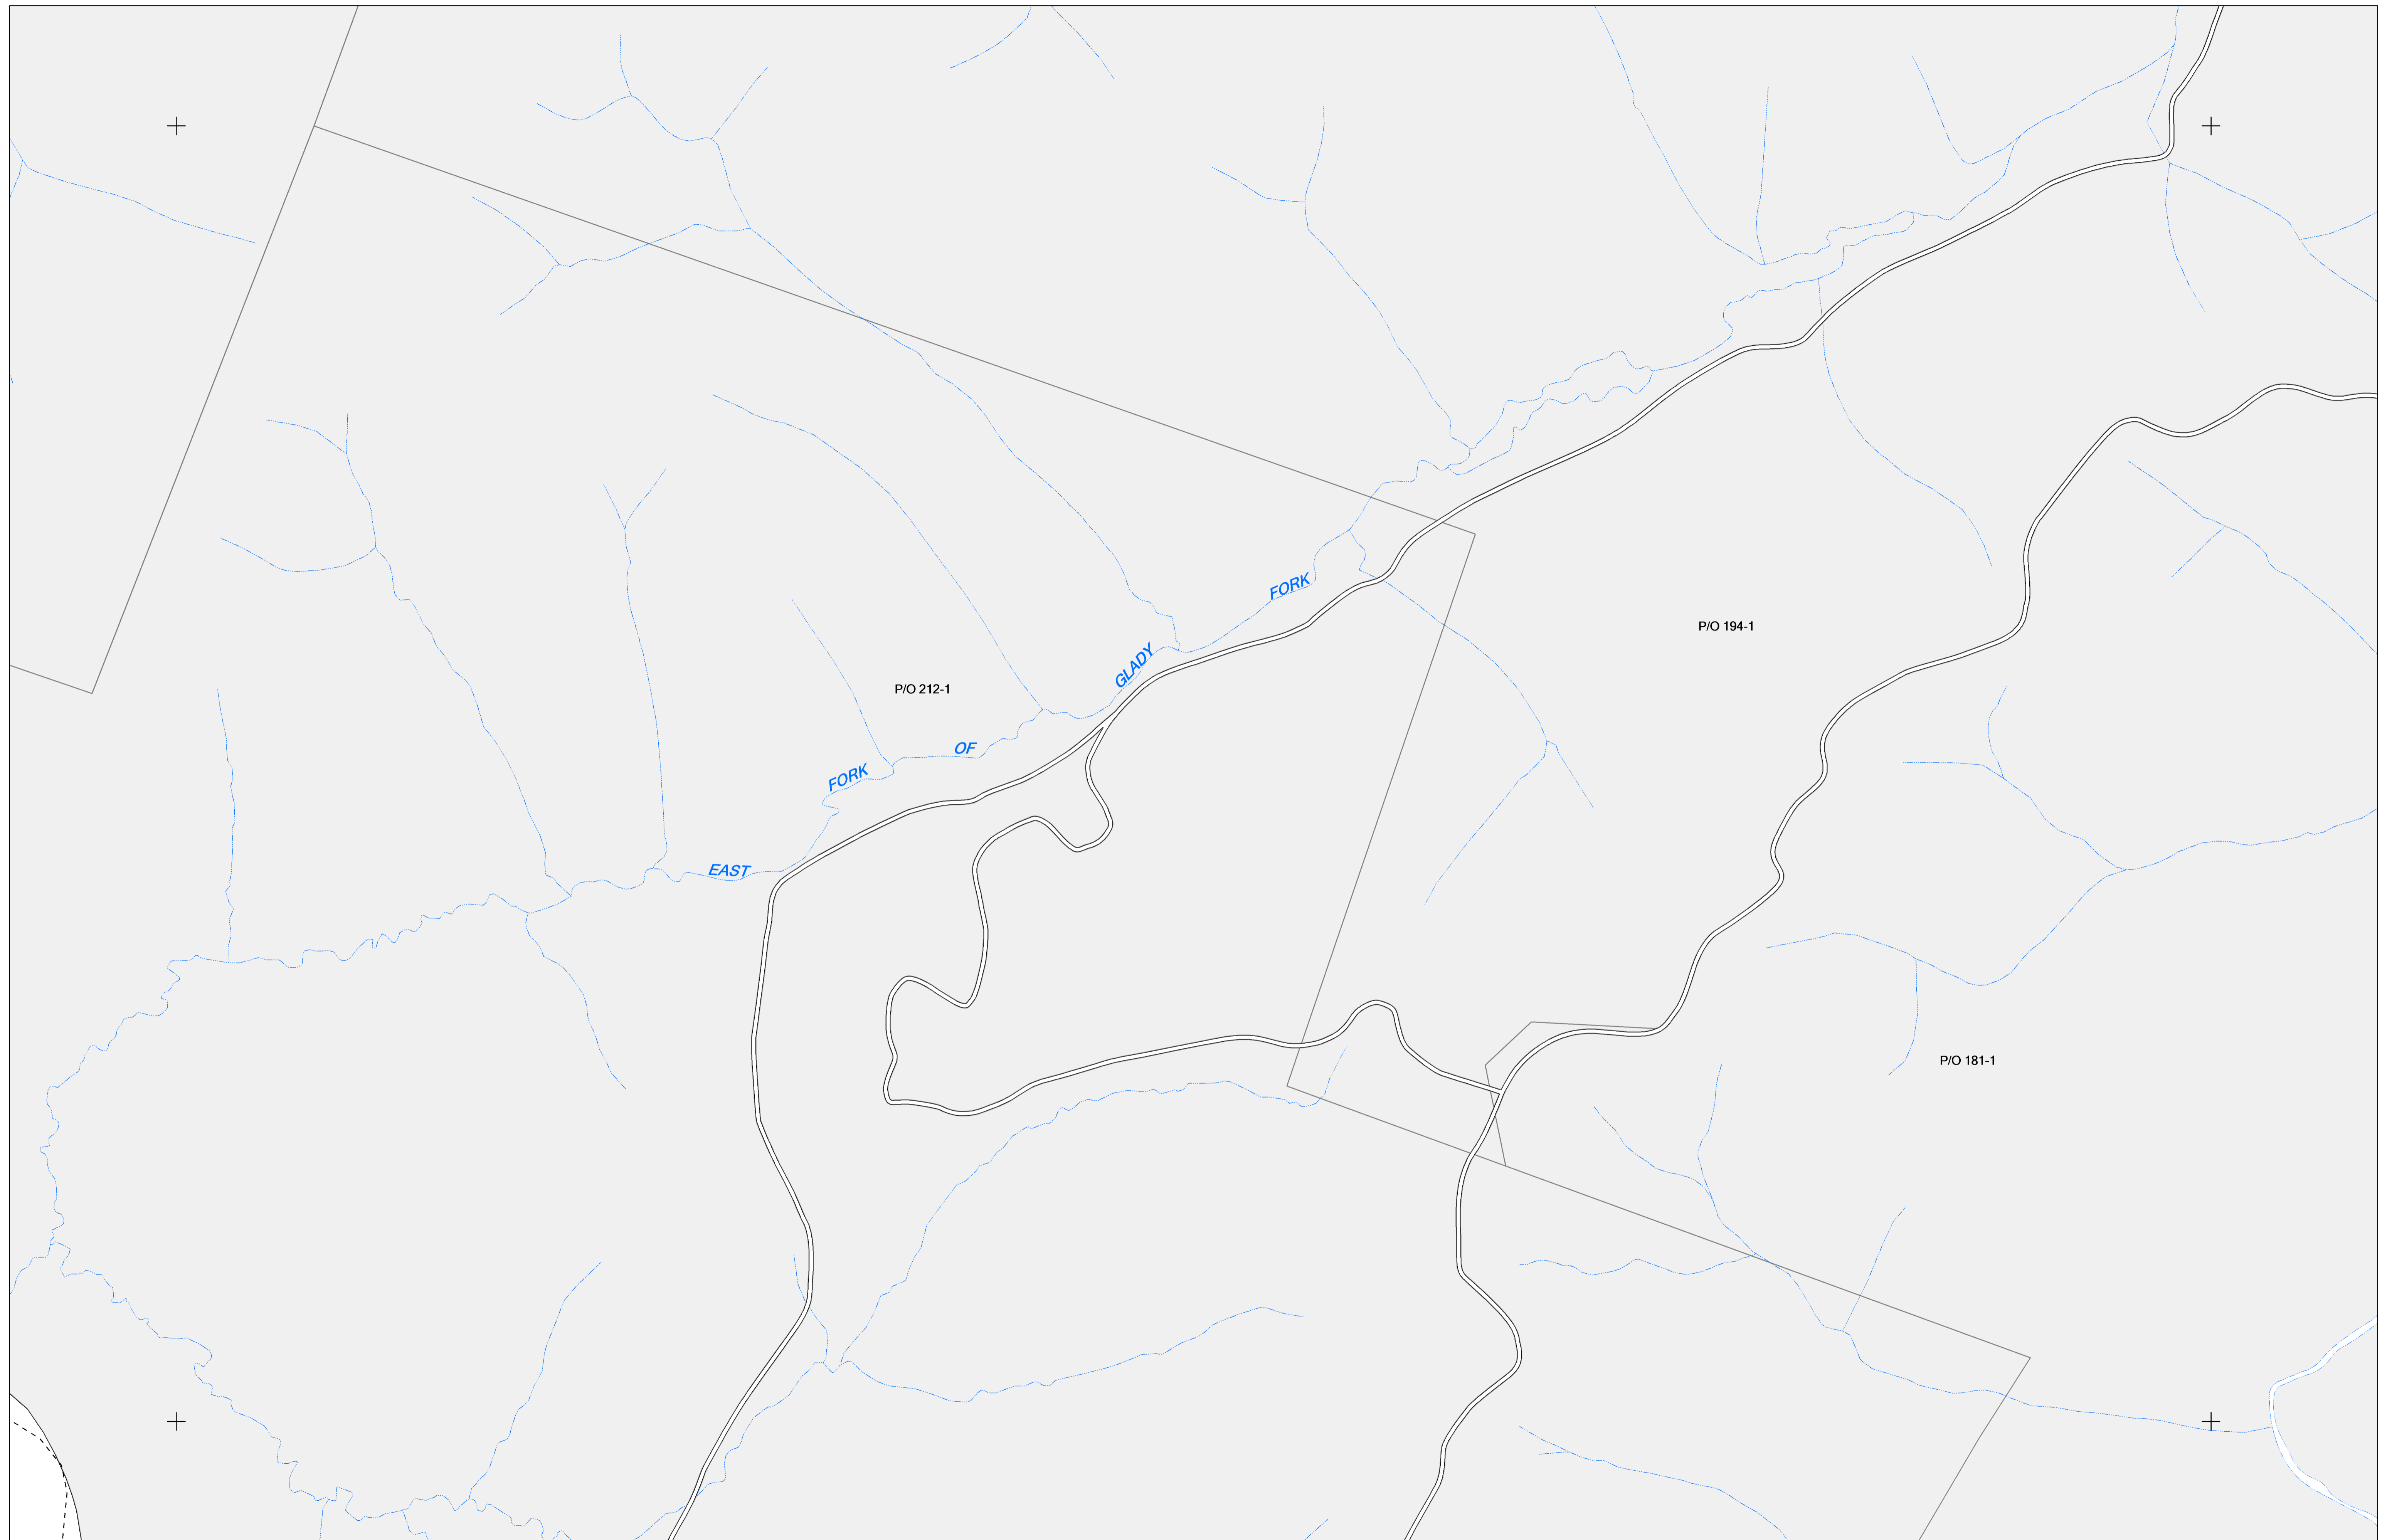 P/O 194-1
P/O 212-1
EAST FORK OF GLADY FORK
P/O 181-1